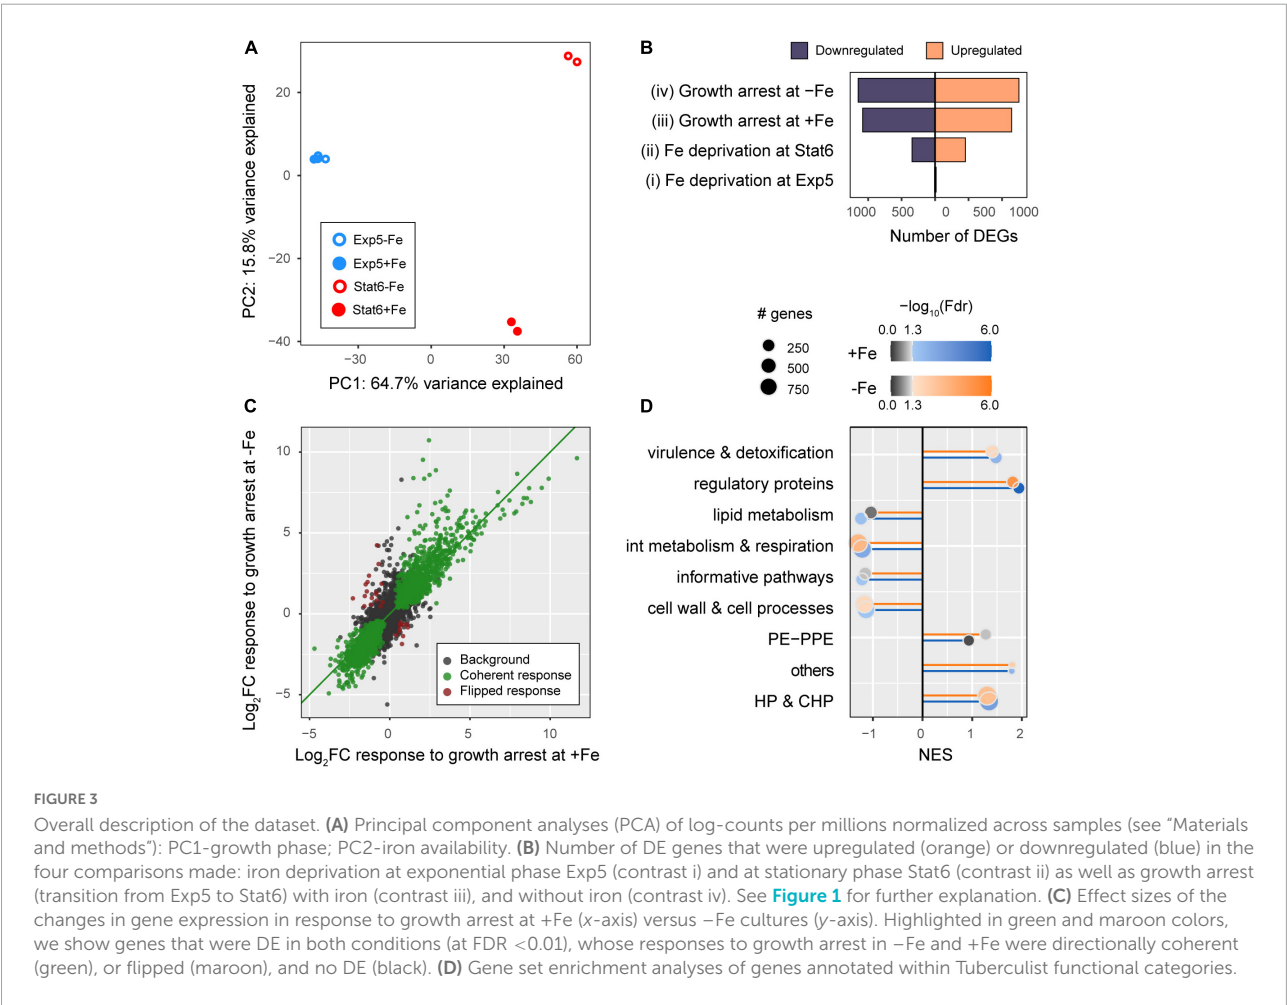 A
PC2: 15.8% variance explained
20
0
−20
−40
Exp5-Fe
Exp5+Fe
Stat6-Fe
Stat6+Fe
−30
0
30
60
PC1: 64.7% variance explained
B
Downregulated
Upregulated
(iv) Growth arrest at −Fe
(iii) Growth arrest at +Fe
(ii) Fe deprivation at Stat6
(i) Fe deprivation at Exp5
1000 500 0 500 1000
Number of DEGs
# genes
250
500
750
−log10(Fdr)
0.0 1.3 6.0
+Fe
-Fe
0.0 1.3 6.0
C
Log2FC response to growth arrest at -Fe
10
5
0
−5
Background
Coherent response
Flipped response
−5
0
5
10
Log2FC response to growth arrest at +Fe
D
virulence & detoxification
regulatory proteins
lipid metabolism
int metabolism & respiration
informative pathways
cell wall & cell processes
PE−PPE
others
HP & CHP
−1
0
1
2
NES
FIGURE 3
Overall description of the dataset. (A) Principal component analyses (PCA) of log-counts per millions normalized across samples (see “Materials
and methods”): PC1-growth phase; PC2-iron availability. (B) Number of DE genes that were upregulated (orange) or downregulated (blue) in the
four comparisons made: iron deprivation at exponential phase Exp5 (contrast i) and at stationary phase Stat6 (contrast ii) as well as growth arrest
(transition from Exp5 to Stat6) with iron (contrast iii), and without iron (contrast iv). See Figure 1 for further explanation. (C) Effect sizes of the
changes in gene expression in response to growth arrest at +Fe (x-axis) versus −Fe cultures (y-axis). Highlighted in green and maroon colors,
we show genes that were DE in both conditions (at FDR <0.01), whose responses to growth arrest in −Fe and +Fe were directionally coherent
(green), or flipped (maroon), and no DE (black). (D) Gene set enrichment analyses of genes annotated within Tuberculist functional categories.